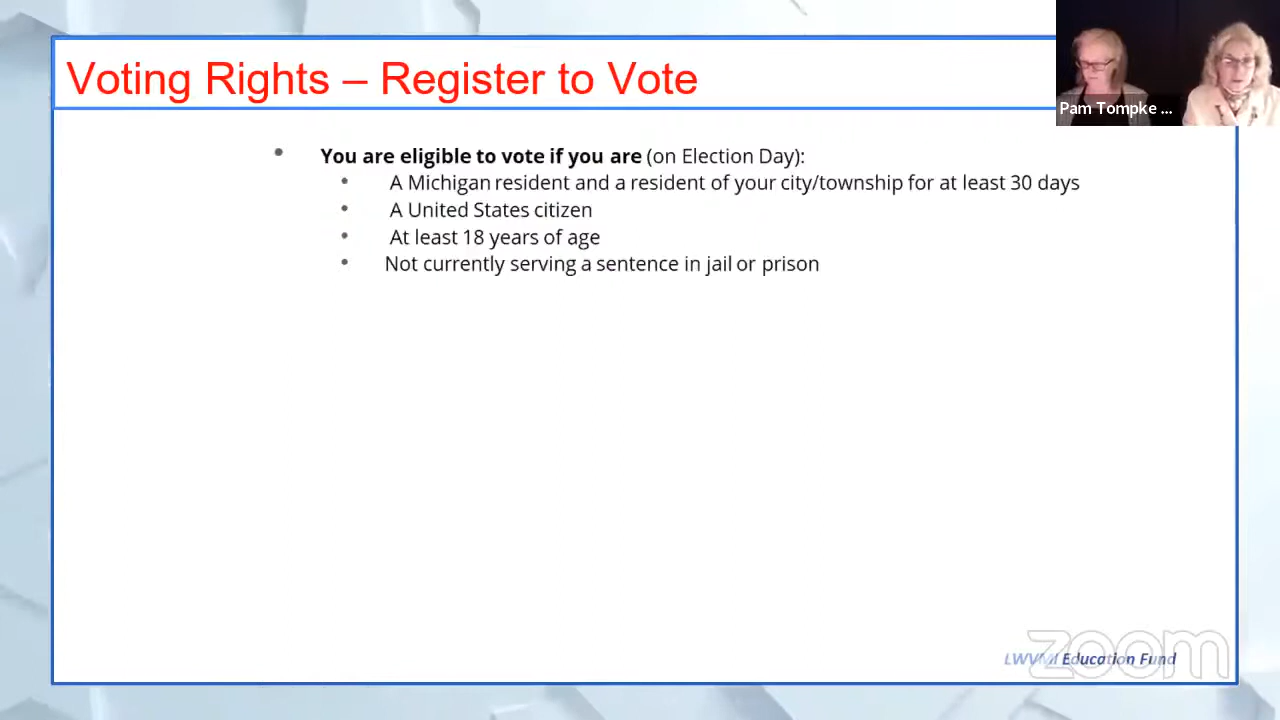 Voting Rights – Register to Vote
Pam Tompke ...
• You are eligible to vote if you are (on Election Day):
• A Michigan resident and a resident of your city/township for at least 30 days
• A United States citizen
• At least 18 years of age
• Not currently serving a sentence in jail or prison
LWVMI Education Fund
zoom